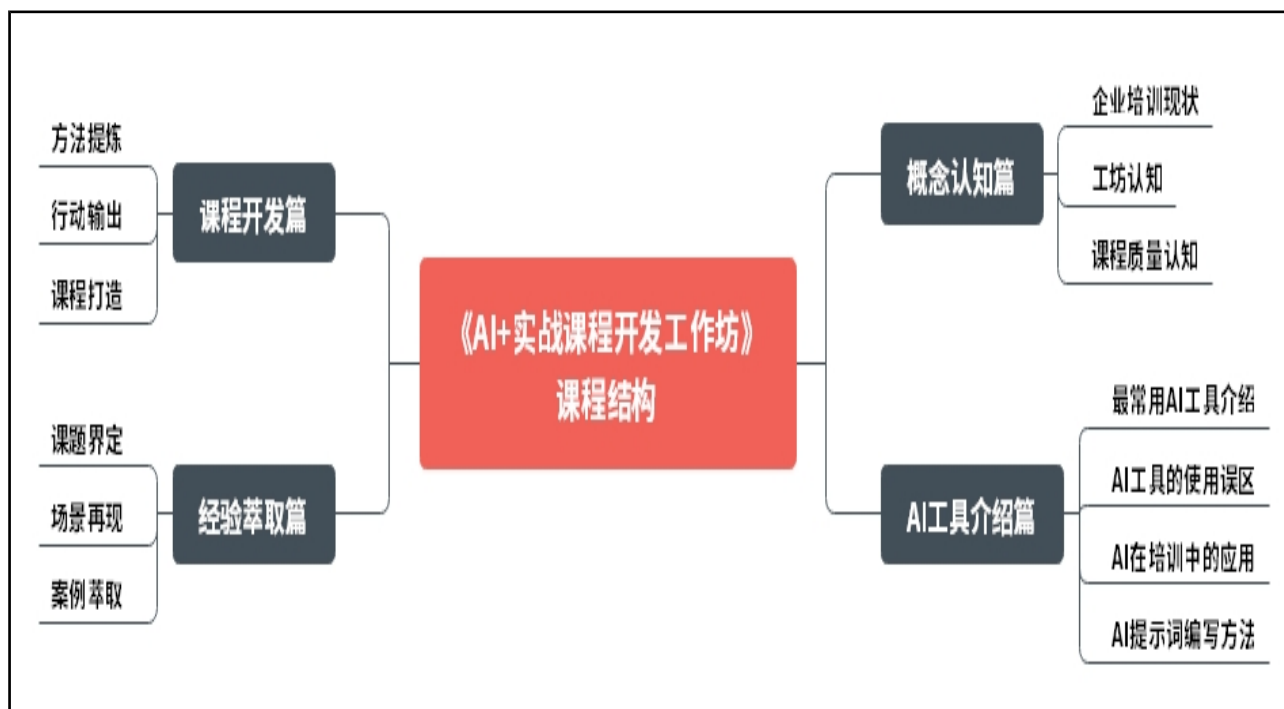 《AI+实战课程开发工作坊》
课程结构
概念认知篇
企业培训现状
工坊认知
课程质量认知
AI工具介绍篇
最常用AI工具介绍
AI工具的使用误区
AI在培训中的应用
AI提示词编写方法
课程开发篇
方法提炼
行动输出
课程打造
经验萃取篇
课题界定
场景再现
案例萃取